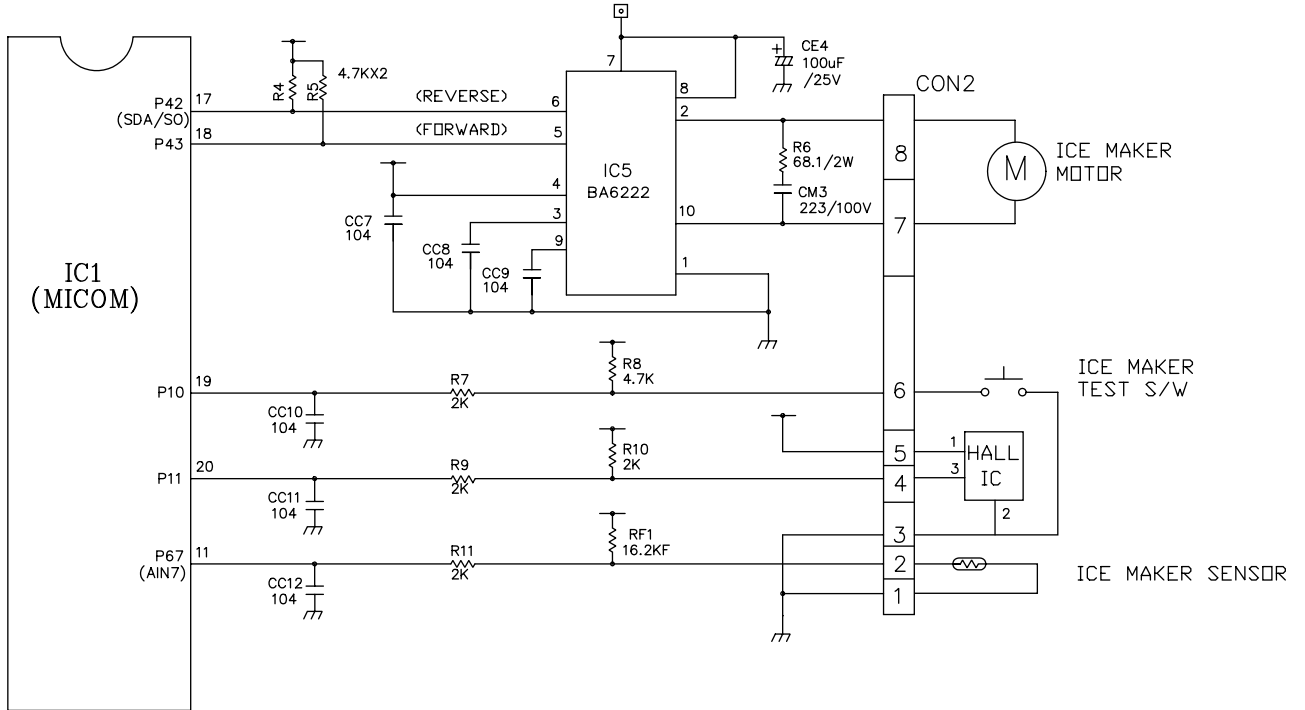 CE4
+
100uF
/25V
7
CON2
4.7KX2
R4
R5
8
P42
17
(REVERSE)
6
2
(SDA/SO)
P43
18
(FORWARD)
5
IC5
BA6222
R6
68.1/2W
8
M
ICE MAKER
MOTOR
4
CM3
223/100V
CC7
104
3
10
7
CC8
104
9
CC9
104
1
IC1
(MICOM)
R8
4.7K
ICE MAKER
TEST S/W
P10
19
R7
2K
6
CC10
104
R10
2K
5
1
HALL
IC
P11
20
R9
2K
4
3
CC11
104
2
RF1
16.2KF
3
P67
11
(AIN7)
R11
2K
2
ICE MAKER SENSOR
CC12
104
1